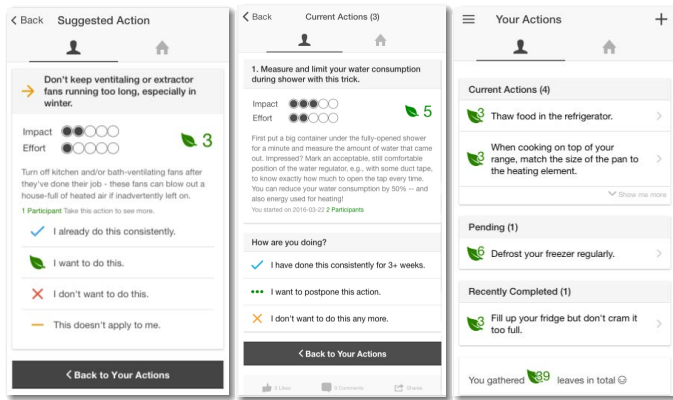 Back Suggested Action
Don't keep ventitaling or extractor
fans running too long, especially in
winter.
Impact
Effort
3
Turn off kitchen and/or bath-ventilating fans after
they've done their job - these fans can blow out a
house-full of heated air if inadvertently left on.
1 Participant Take this action to see more.
I already do this consistently.
I want to do this.
I don't want to do this.
This doesn't apply to me.
Back to Your Actions
Back Current Actions (3)
1. Measure and limit your water consumption
during shower with this trick.
Impact
Effort
5
First put a big container under the fully-opened shower
for a minute and measure the amount of water that came
out. Impressed? Mark an acceptable, still comfortable
position of the water regulator, e.g., with some duct tape,
to know exactly how much to open the tap every time.
You can reduce your water consumption by 50% -- and
also energy used for heating!
You started on 2016-03-22 2 Participants
How are you doing?
I have done this consistently for 3+ weeks.
I want to postpone this action.
I don't want to do this any more.
Back to Your Actions
0 Likes 0 Comments Shares
Your Actions
Current Actions (4)
3 Thaw food in the refrigerator.
When cooking on top of your
3 range, match the size of the pan to
the heating element.
Show me more
Pending (1)
6 Defrost your freezer regularly.
Recently Completed (1)
3 Fill up your fridge but don't cram it
too full.
You gathered 39 leaves in total